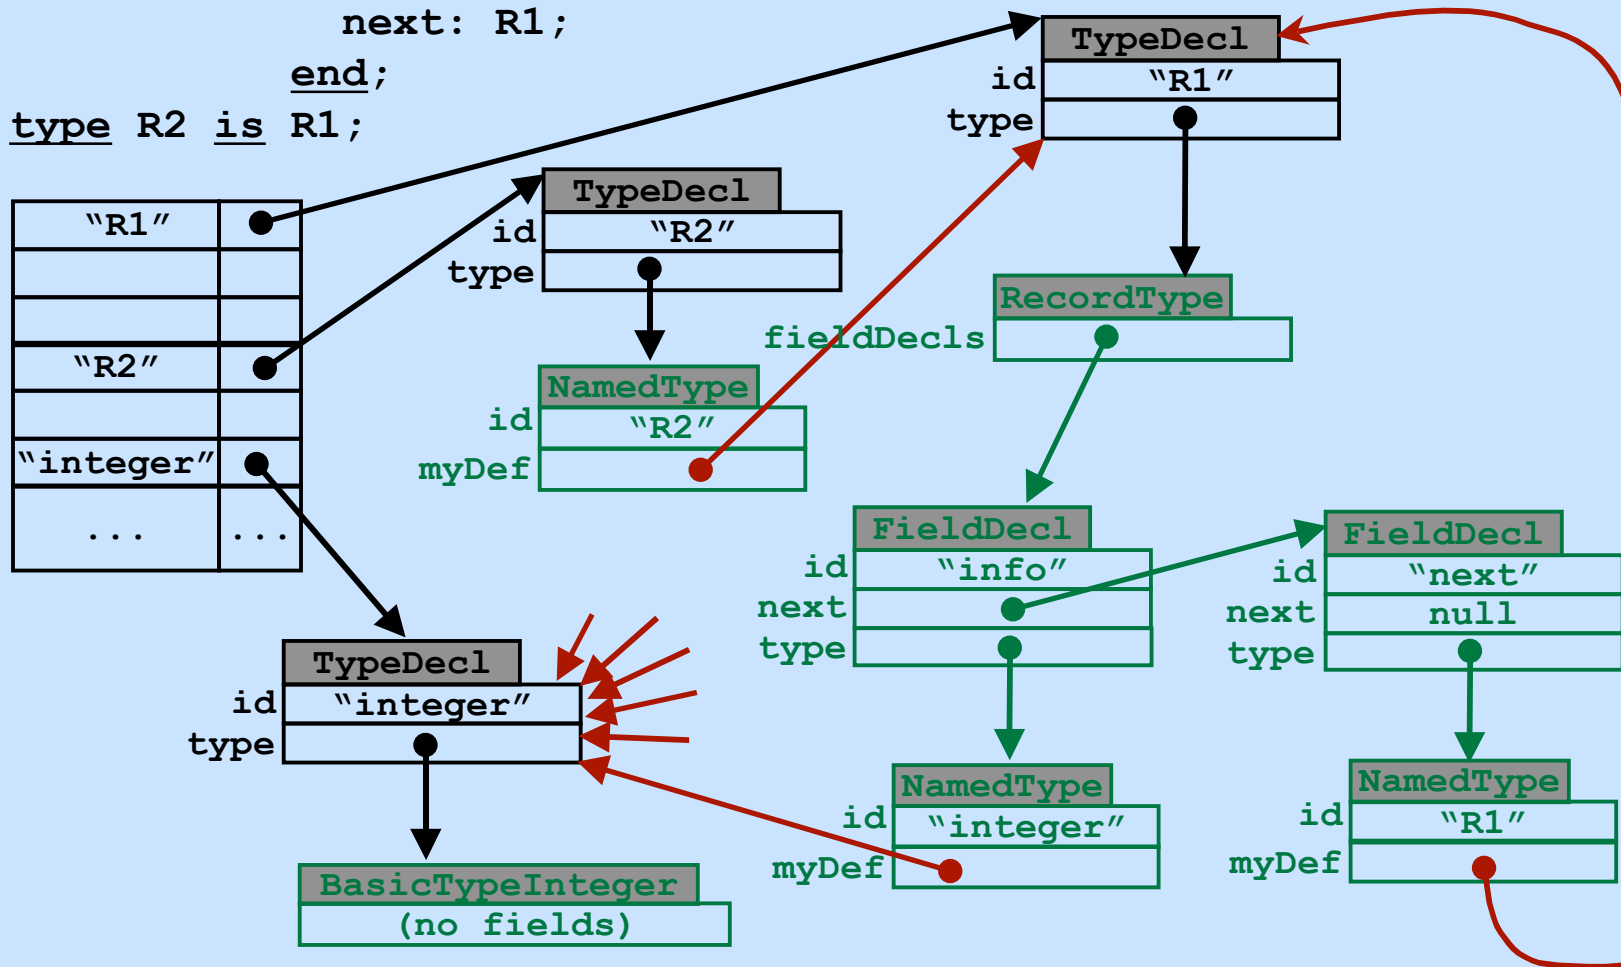 next: R1;
end;
type R2 is R1;
TypeDecl
id “R1”
type
“R1”
“R2”
“integer”
... ...
TypeDecl
id “R2”
type
NamedType
id “R2”
myDef
RecordType
fieldDecls
FieldDecl
id “info”
next
type
FieldDecl
id “next”
next null
type
TypeDecl
id “integer”
type
BasicTypeInteger
(no fields)
NamedType
id “integer”
myDef
NamedType
id “R1”
myDef